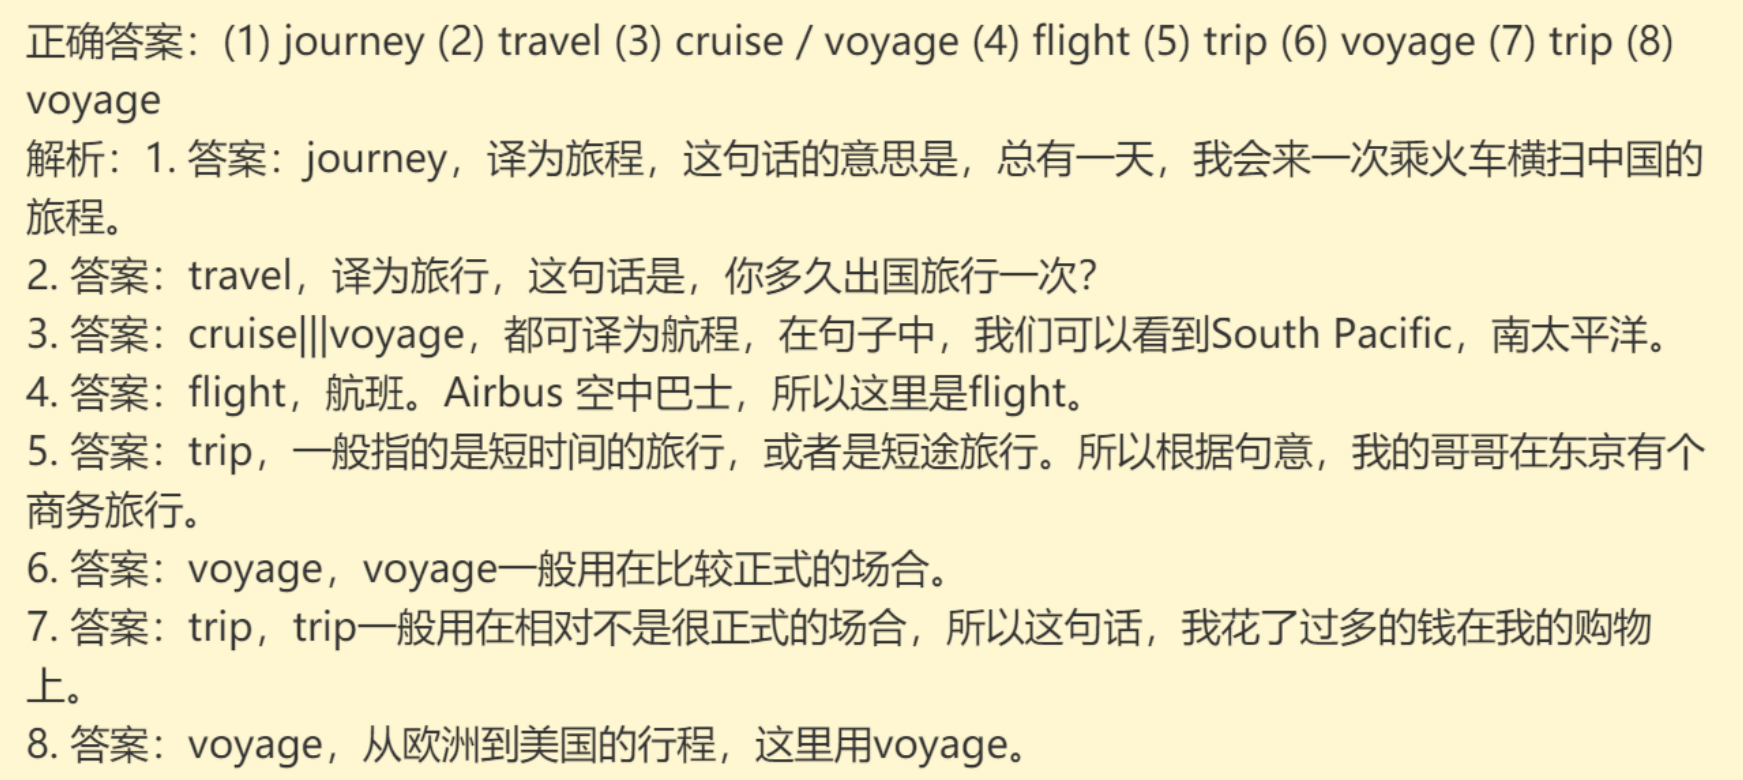 正确答案：(1) journey (2) travel (3) cruise / voyage (4) flight (5) trip (6) voyage (7) trip (8)
voyage
解析：1. 答案：journey，译为旅程，这句话的意思是，总有一天，我会来一次乘火车横扫中国的
旅程。
2. 答案：travel，译为旅行，这句话是，你多久出国旅行一次？
3. 答案：cruise|||voyage，都可译为航程，在句子中，我们可以看到South Pacific，南太平洋。
4. 答案：flight，航班。Airbus 空中巴士，所以这里是flight。
5. 答案：trip，一般指的是短时间的旅行，或者是短途旅行。所以根据句意，我的哥哥在东京有个
商务旅行。
6. 答案：voyage，voyage一般用在比较正式的场合。
7. 答案：trip，trip一般用在相对不是很正式的场合，所以这句话，我花了过多的钱在我的购物
上。
8. 答案：voyage，从欧洲到美国的行程，这里用voyage。